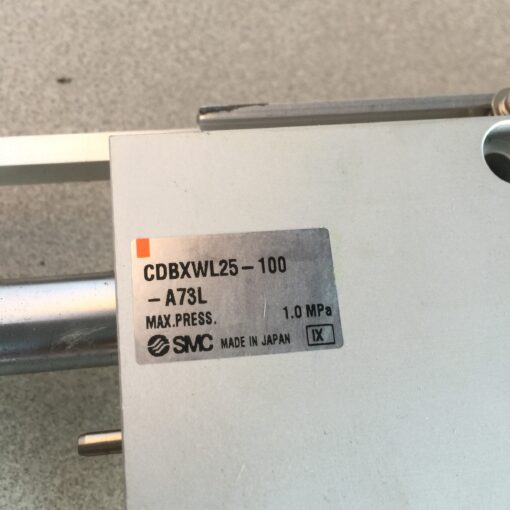 CDBXWL25-100
-A73L
MAX.PRESS. 1.0 MPa
SMC MADE IN JAPAN IX